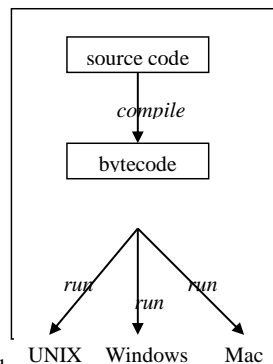 source code
compile
bytecode
run
run
run
UNIX Windows Mac